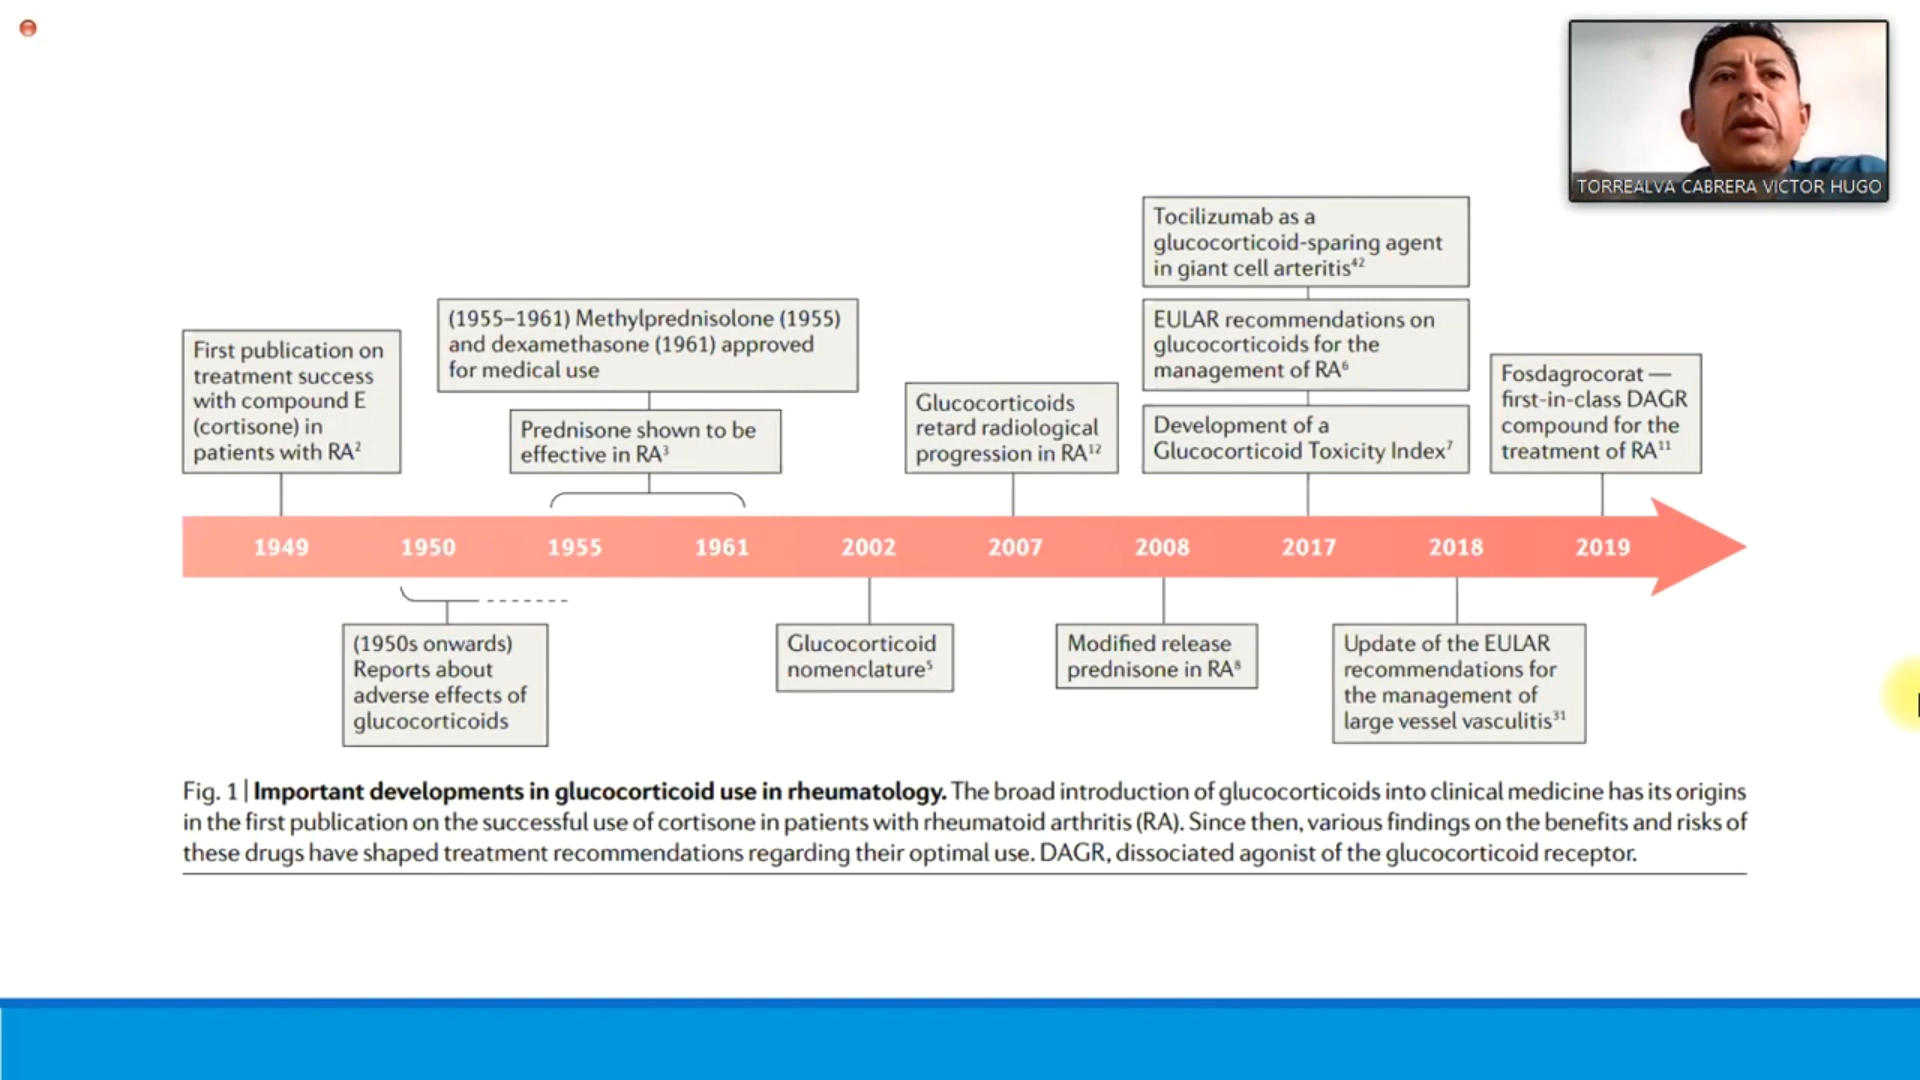 TORREALVA CABRERA VICTOR HUGO
Tocilizumab as a
glucocorticoid-sparing agent
in giant cell arteritis⁴²
(1955–1961) Methylprednisolone (1955)
and dexamethasone (1961) approved
for medical use
EULAR recommendations on
glucocorticoids for the
management of RA⁶
First publication on
treatment success
with compound E
(cortisone) in
patients with RA²
Prednisone shown to be
effective in RA³
Glucocorticoids
retard radiological
progression in RA¹²
Development of a
Glucocorticoid Toxicity Index⁷
Fosdagrocorat —
first-in-class DAGR
compound for the
treatment of RA¹¹
1949 1950 1955 1961 2002 2007 2008 2017 2018 2019
(1950s onwards)
Reports about
adverse effects of
glucocorticoids
Glucocorticoid
nomenclature⁵
Modified release
prednisone in RA⁸
Update of the EULAR
recommendations for
the management of
large vessel vasculitis³¹
Fig. 1 | Important developments in glucocorticoid use in rheumatology. The broad introduction of glucocorticoids into clinical medicine has its origins
in the first publication on the successful use of cortisone in patients with rheumatoid arthritis (RA). Since then, various findings on the benefits and risks of
these drugs have shaped treatment recommendations regarding their optimal use. DAGR, dissociated agonist of the glucocorticoid receptor.